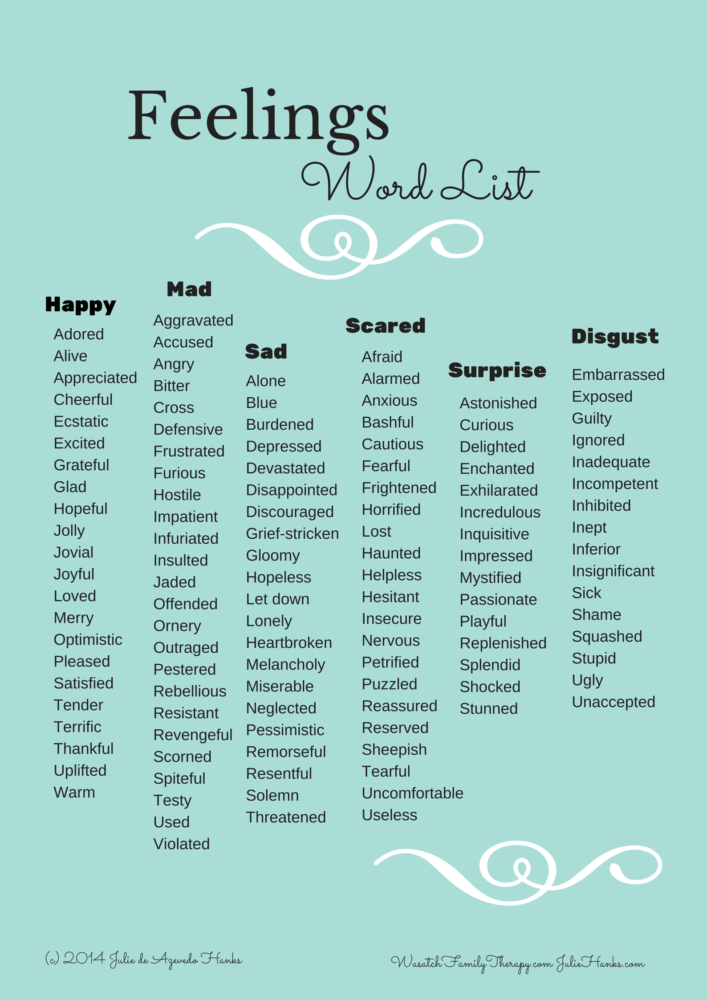 Feelings
Word List
Happy
Adored
Alive
Appreciated
Cheerful
Ecstatic
Excited
Grateful
Glad
Hopeful
Jolly
Jovial
Joyful
Loved
Merry
Optimistic
Pleased
Satisfied
Tender
Terrific
Thankful
Uplifted
Warm
Mad
Aggravated
Accused
Angry
Bitter
Cross
Defensive
Frustrated
Furious
Hostile
Impatient
Infuriated
Insulted
Jaded
Offended
Ornery
Outraged
Pestered
Rebellious
Resistant
Revengeful
Scorned
Spiteful
Testy
Used
Violated
Sad
Alone
Blue
Burdened
Depressed
Devastated
Disappointed
Discouraged
Grief-stricken
Gloomy
Hopeless
Let down
Lonely
Heartbroken
Melancholy
Miserable
Neglected
Pessimistic
Remorseful
Resentful
Solemn
Threatened
Scared
Afraid
Alarmed
Anxious
Bashful
Cautious
Fearful
Frightened
Horrified
Lost
Haunted
Helpless
Hesitant
Insecure
Nervous
Petrified
Puzzled
Reassured
Reserved
Sheepish
Tearful
Uncomfortable
Useless
Surprise
Astonished
Curious
Delighted
Enchanted
Exhilarated
Incredulous
Inquisitive
Impressed
Mystified
Passionate
Playful
Replenished
Splendid
Shocked
Stunned
Disgust
Embarrassed
Exposed
Guilty
Ignored
Inadequate
Incompetent
Inhibited
Inept
Inferior
Insignificant
Sick
Shame
Squashed
Stupid
Ugly
Unaccepted
(c) 2014 Julie de Azevedo Hanks
WasatchFamilyTherapy.com JulieHanks.com